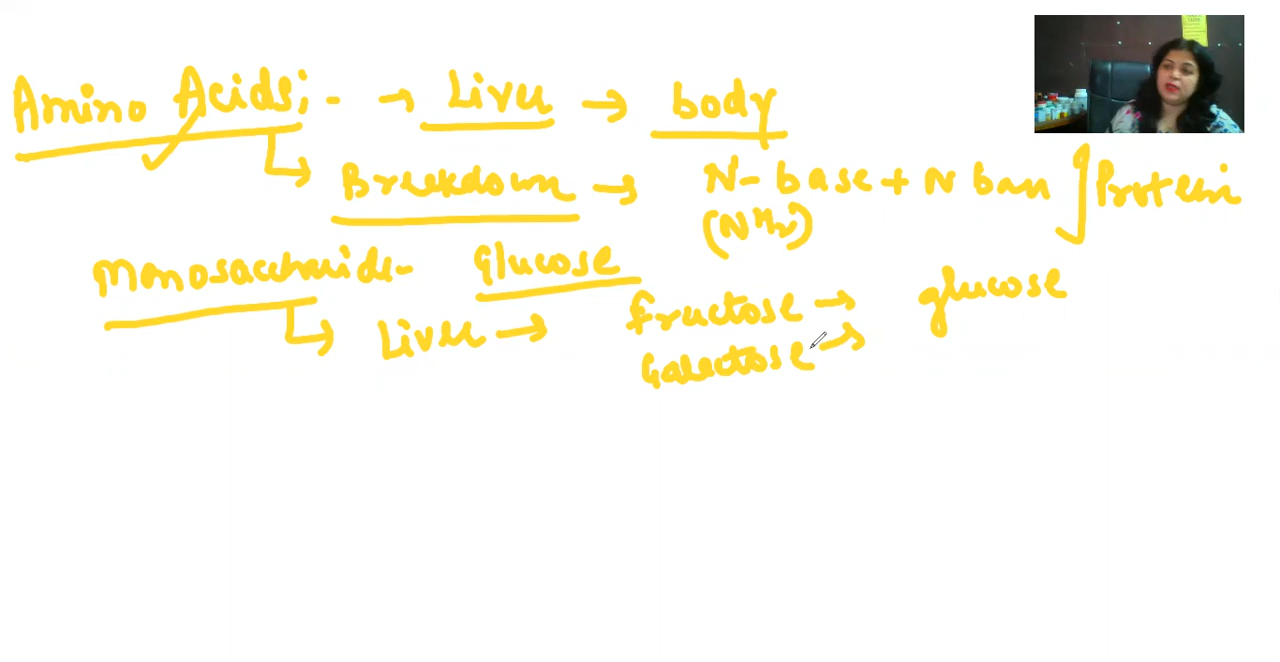 Amino Acids:- → Liver → body
↳ Breakdown → N-base + N ban ] Protein
(NH2)
Monosaccharide- Glucose
↳ Liver → fructose → glucose
Galactose →